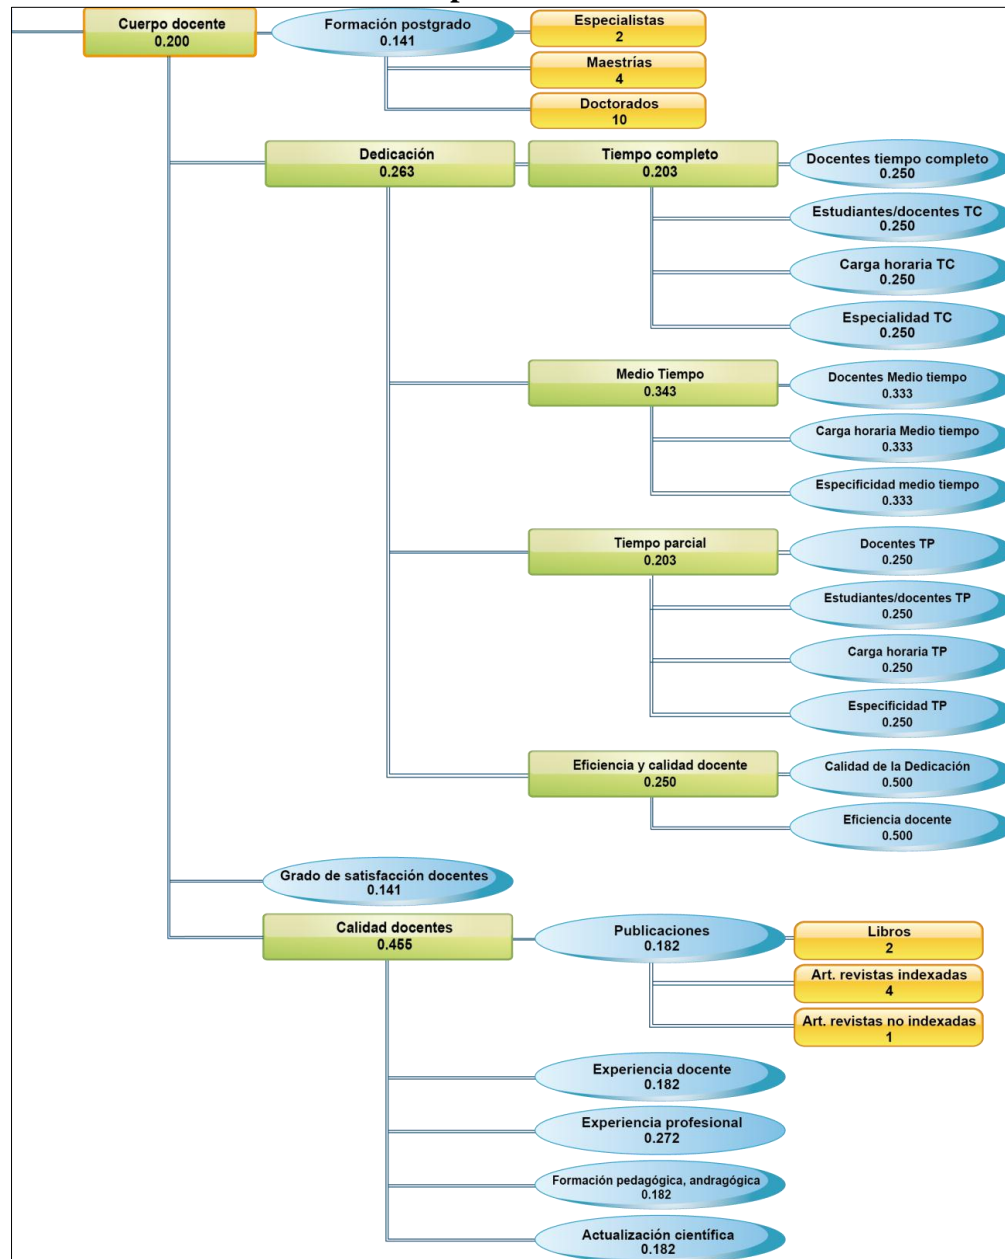 Cuerpo docente
0.200
Formación postgrado
0.141
Especialistas
2
Maestrías
4
Doctorados
10
Dedicación
0.263
Tiempo completo
0.203
Docentes tiempo completo
0.250
Estudiantes/docentes TC
0.250
Carga horaria TC
0.250
Especialidad TC
0.250
Medio Tiempo
0.343
Docentes Medio tiempo
0.333
Carga horaria Medio tiempo
0.333
Especificidad medio tiempo
0.333
Tiempo parcial
0.203
Docentes TP
0.250
Estudiantes/docentes TP
0.250
Carga horaria TP
0.250
Especificidad TP
0.250
Eficiencia y calidad docente
0.250
Calidad de la Dedicación
0.500
Eficiencia docente
0.500
Grado de satisfacción docentes
0.141
Calidad docentes
0.455
Publicaciones
0.182
Libros
2
Art. revistas indexadas
4
Art. revistas no indexadas
1
Experiencia docente
0.182
Experiencia profesional
0.272
Formación pedagógica, andragógica
0.182
Actualización científica
0.182